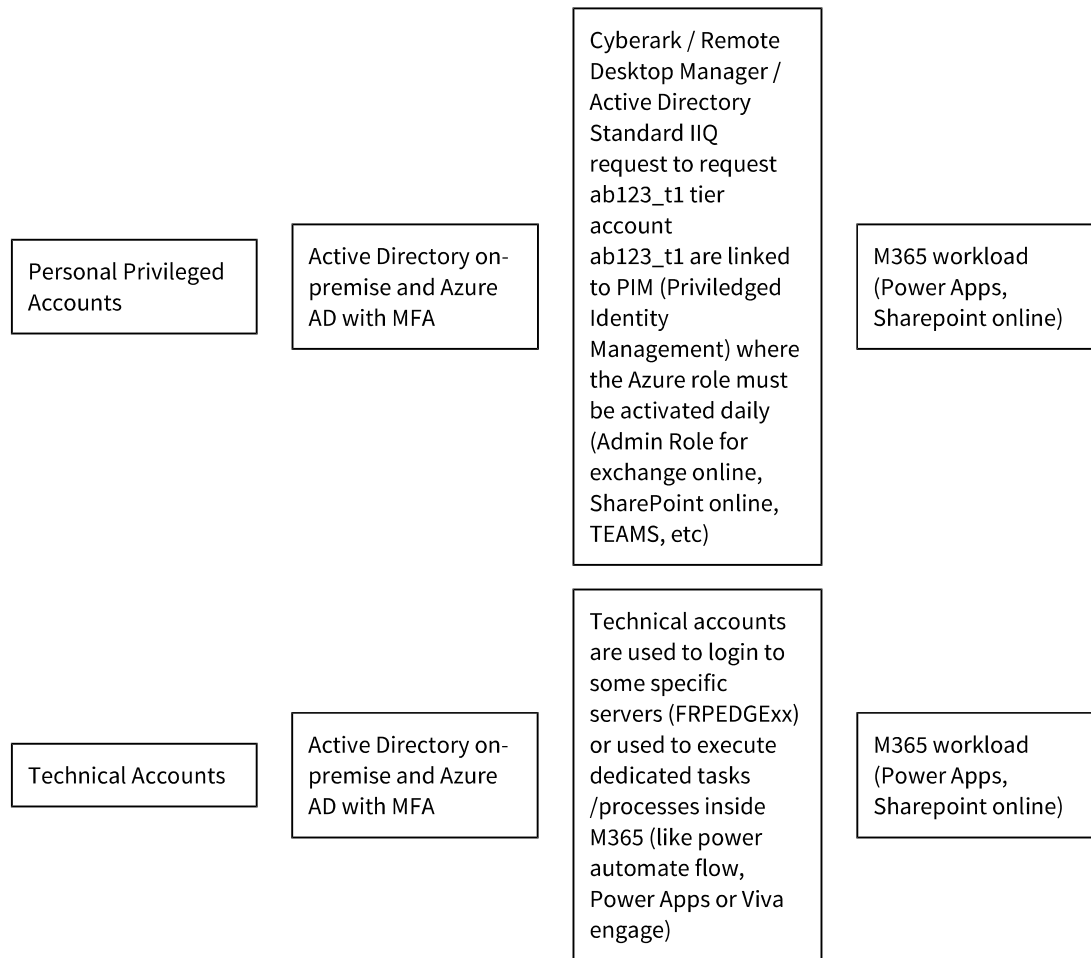 Personal Privileged
Accounts
Active Directory on-
premise and Azure
AD with MFA
Cyberark / Remote
Desktop Manager /
Active Directory
Standard IIQ
request to request
ab123_t1 tier
account
ab123_t1 are linked
to PIM (Priviledged
Identity
Management) where
the Azure role must
be activated daily
(Admin Role for
exchange online,
SharePoint online,
TEAMS, etc)
M365 workload
(Power Apps,
Sharepoint online)
Technical Accounts
Active Directory on-
premise and Azure
AD with MFA
Technical accounts
are used to login to
some specific
servers (FRPEDGExx)
or used to execute
dedicated tasks
/processes inside
M365 (like power
automate flow,
Power Apps or Viva
engage)
M365 workload
(Power Apps,
Sharepoint online)